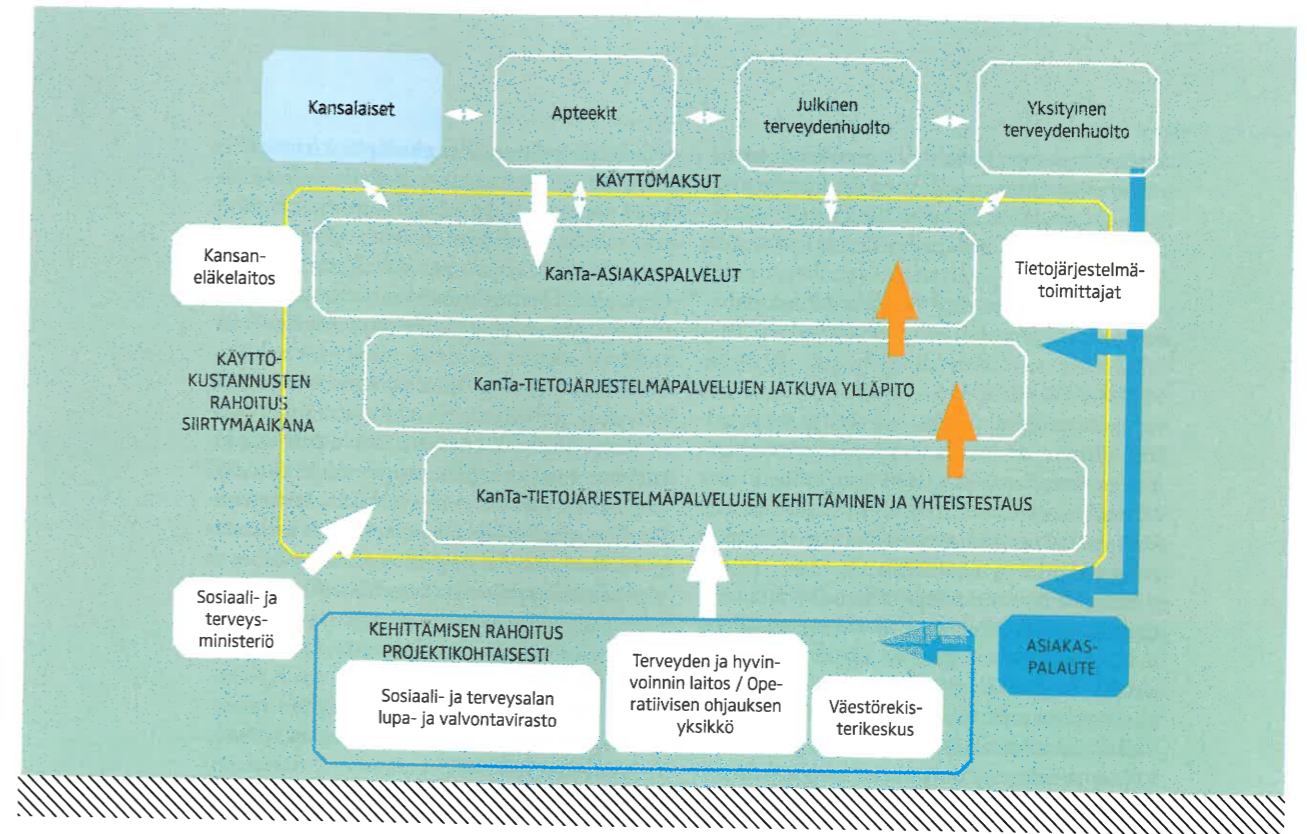 Kansalaiset
Apteekit
Julkinen
terveydenhuolto
Yksityinen
terveydenhuolto
KÄYTTÖMAKSUT
Kansan-
eläkelaitos
KanTa-ASIAKASPALVELUT
Tietojärjestelmä-
toimittajat
KÄYTTÖ-
KUSTANNUSTEN
RAHOITUS
SIIRTYMÄAIKANA
KanTa-TIETOJÄRJESTELMÄPALVELUJEN JATKUVA YLLÄPITO
KanTa-TIETOJÄRJESTELMÄPALVELUJEN KEHITTÄMINEN JA YHTEISTESTAUS
Sosiaali- ja
terveys-
ministeriö
KEHITTÄMISEN RAHOITUS
PROJEKTIKOHTAISESTI
Sosiaali- ja terveysalan
lupa- ja valvontavirasto
Terveyden ja hyvin-
voinnin laitos / Ope-
ratiivisen ohjauksen
yksikkö
Väestörekis-
terikeskus
ASIAKAS-
PALAUTE